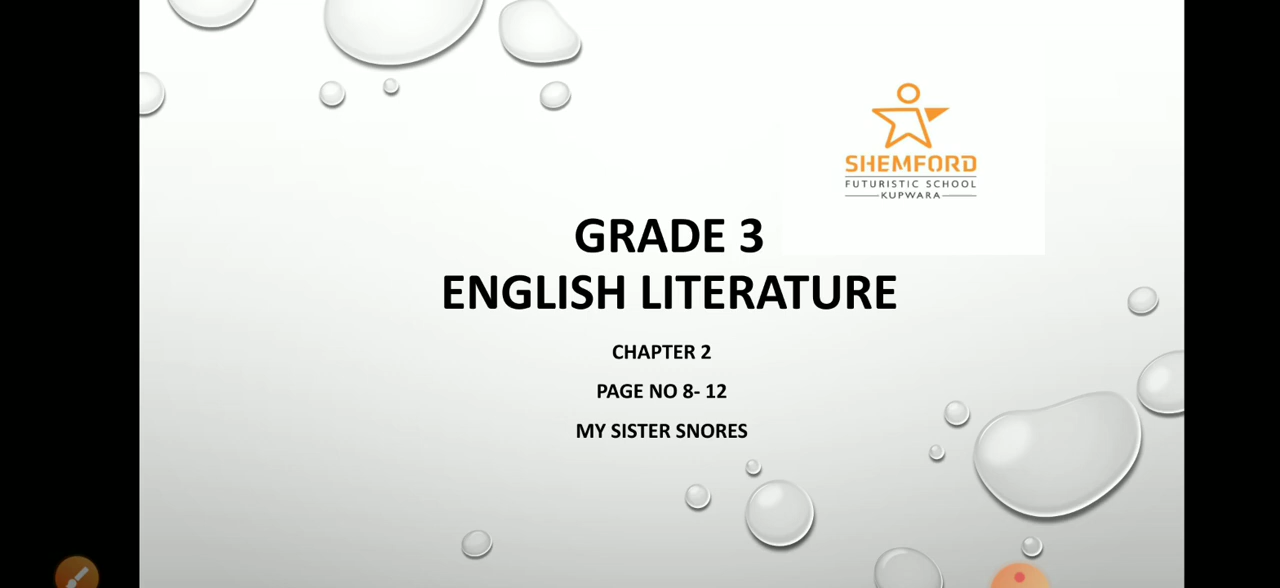 SHEMFORD
FUTURISTIC SCHOOL
KUPWARA
GRADE 3
ENGLISH LITERATURE
CHAPTER 2
PAGE NO 8- 12
MY SISTER SNORES